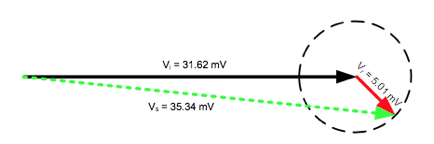 Vᵢ = 31.62 mV
Vᵣ = 5.01 mV
Vₛ = 35.34 mV